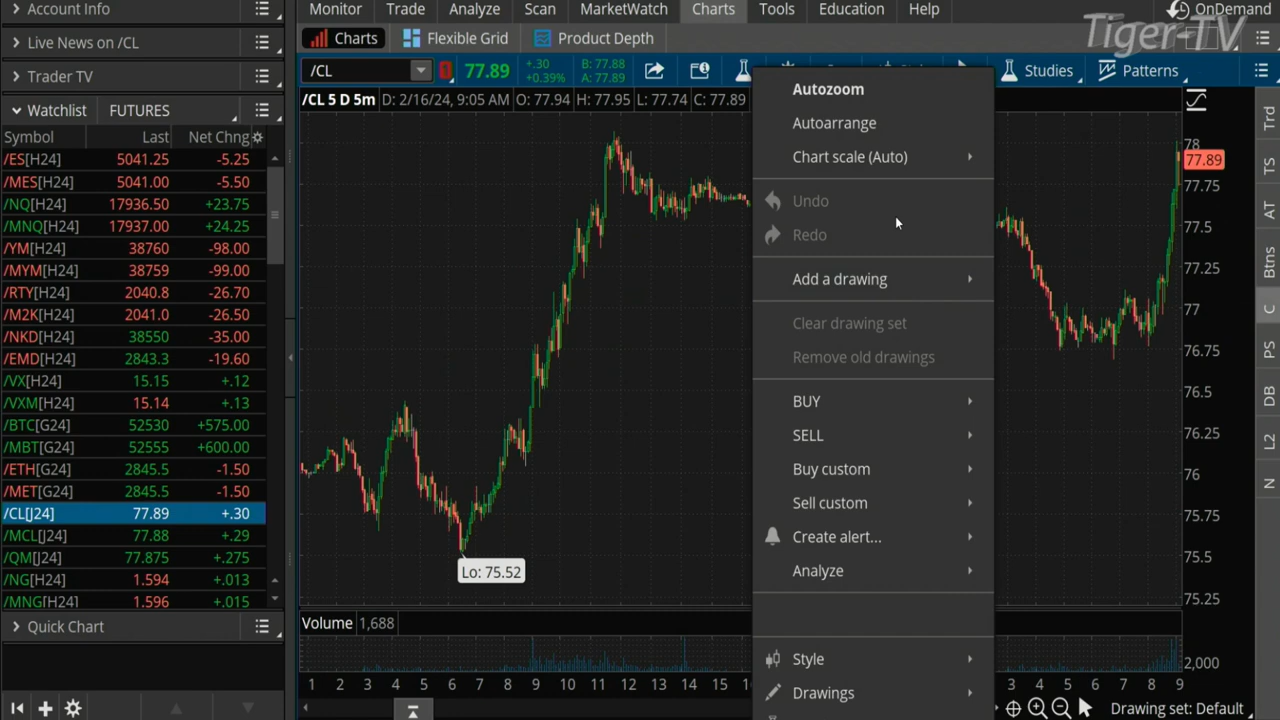 Account Info
Live News on /CL
Trader TV
Watchlist FUTURES
Symbol Last Net Chng
/ES[H24] 5041.25 -5.25
/MES[H24] 5041.00 -5.50
/NQ[H24] 17936.50 +23.75
/MNQ[H24] 17937.00 +24.25
/YM[H24] 38760 -98.00
/MYM[H24] 38759 -99.00
/RTY[H24] 2040.8 -26.70
/M2K[H24] 2041.0 -26.50
/NKD[H24] 38550 -35.00
/EMD[H24] 2843.3 -19.60
/VX[H24] 15.15 +.12
/VXM[H24] 15.14 +.13
/BTC[G24] 52530 +575.00
/MBT[G24] 52555 +600.00
/ETH[G24] 2845.5 -1.50
/MET[G24] 2845.5 -1.50
/CL[J24] 77.89 +.30
/MCL[J24] 77.88 +.29
/QM[J24] 77.875 +.275
/NG[H24] 1.594 +.013
/MNG[H24] 1.596 +.015
Quick Chart
Monitor Trade Analyze Scan MarketWatch Charts Tools Education Help OnDemand
Tiger-TV
Charts Flexible Grid Product Depth
/CL 77.89 +.30 B: 77.88
+0.39% A: 77.89
Studies Patterns
/CL 5 D 5m D: 2/16/24, 9:05 AM O: 77.94 H: 77.95 L: 77.74 C: 77.89
Autozoom
Autoarrange
Chart scale (Auto)
Undo
Redo
Add a drawing
Clear drawing set
Remove old drawings
BUY
SELL
Buy custom
Sell custom
Create alert...
Analyze
Style
Drawings
78
77.89
77.75
77.5
77.25
77
76.75
76.5
76.25
76
75.75
75.5
75.25
Lo: 75.52
Volume 1,688
2,000
1 2 3 4 5 6 7 8 9 10 11 12 13 14 15 3 4 5 6 7 8 9
Drawing set: Default
Trd
TS
AT
Btns
C
PS
DB
L2
N